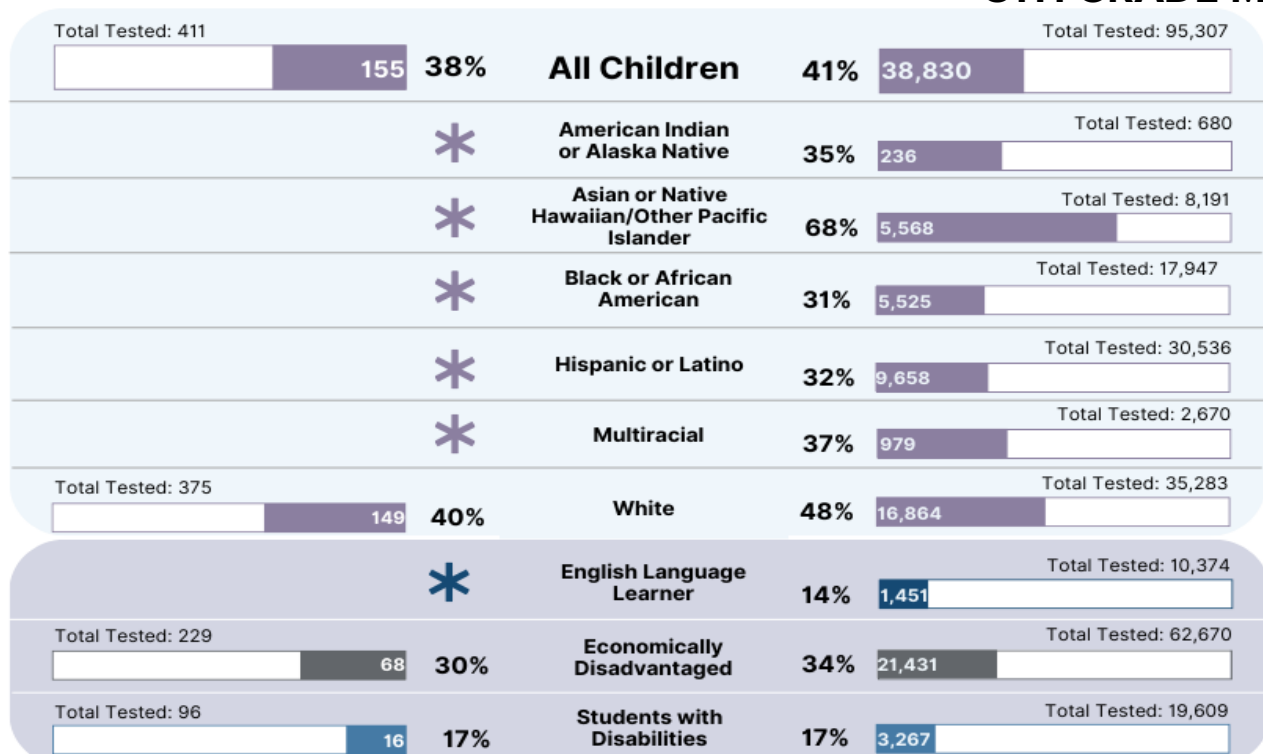 Total Tested: 411
155 38% All Children 41% 38,830
Total Tested: 95,307
American Indian
or Alaska Native
35% 236
Total Tested: 680
Asian or Native
Hawaiian/Other Pacific
Islander
68% 5,568
Total Tested: 8,191
Black or African
American
31% 5,525
Total Tested: 17,947
Hispanic or Latino
32% 9,658
Total Tested: 30,536
Multiracial
37% 979
Total Tested: 2,670
Total Tested: 375
149 40% White 48% 16,864
Total Tested: 35,283
English Language
Learner
14% 1,451
Total Tested: 10,374
Total Tested: 229
68 30%
Economically
Disadvantaged
34% 21,431
Total Tested: 62,670
Total Tested: 96
16 17%
Students with
Disabilities
17% 3,267
Total Tested: 19,609